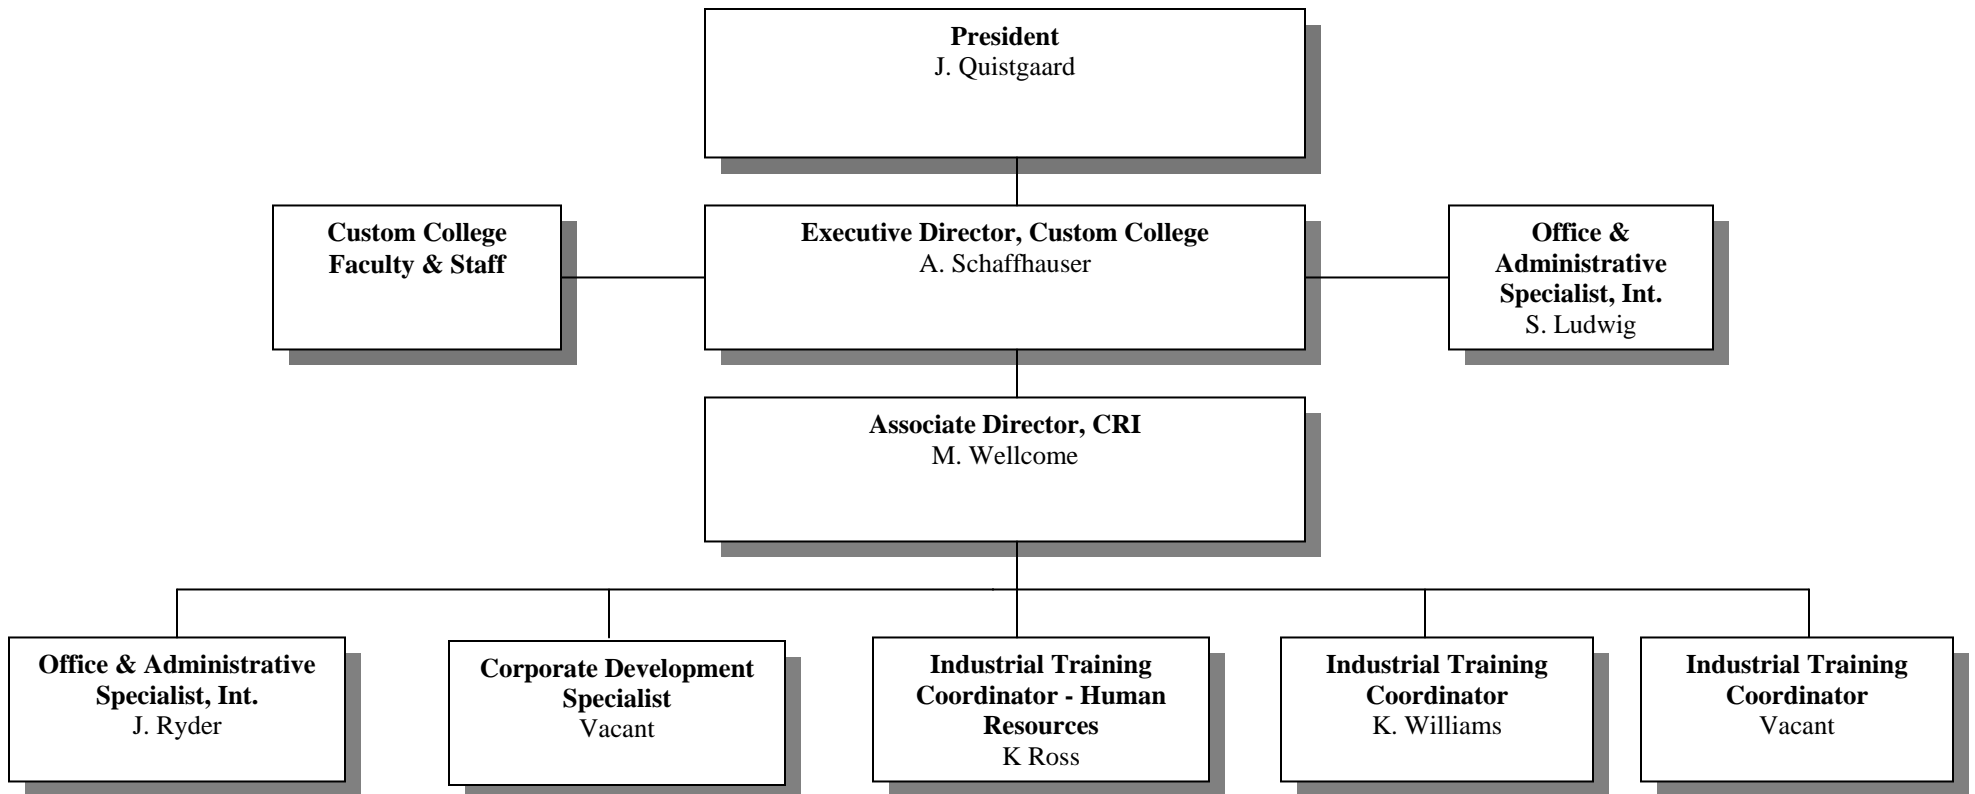 President
J. Quistgaard
Custom College
Faculty & Staff
Executive Director, Custom College
A. Schaffhauser
Office &
Administrative
Specialist, Int.
S. Ludwig
Associate Director, CRI
M. Wellcome
Office & Administrative
Specialist, Int.
J. Ryder
Corporate Development
Specialist
Vacant
Industrial Training
Coordinator - Human
Resources
K Ross
Industrial Training
Coordinator
K. Williams
Industrial Training
Coordinator
Vacant